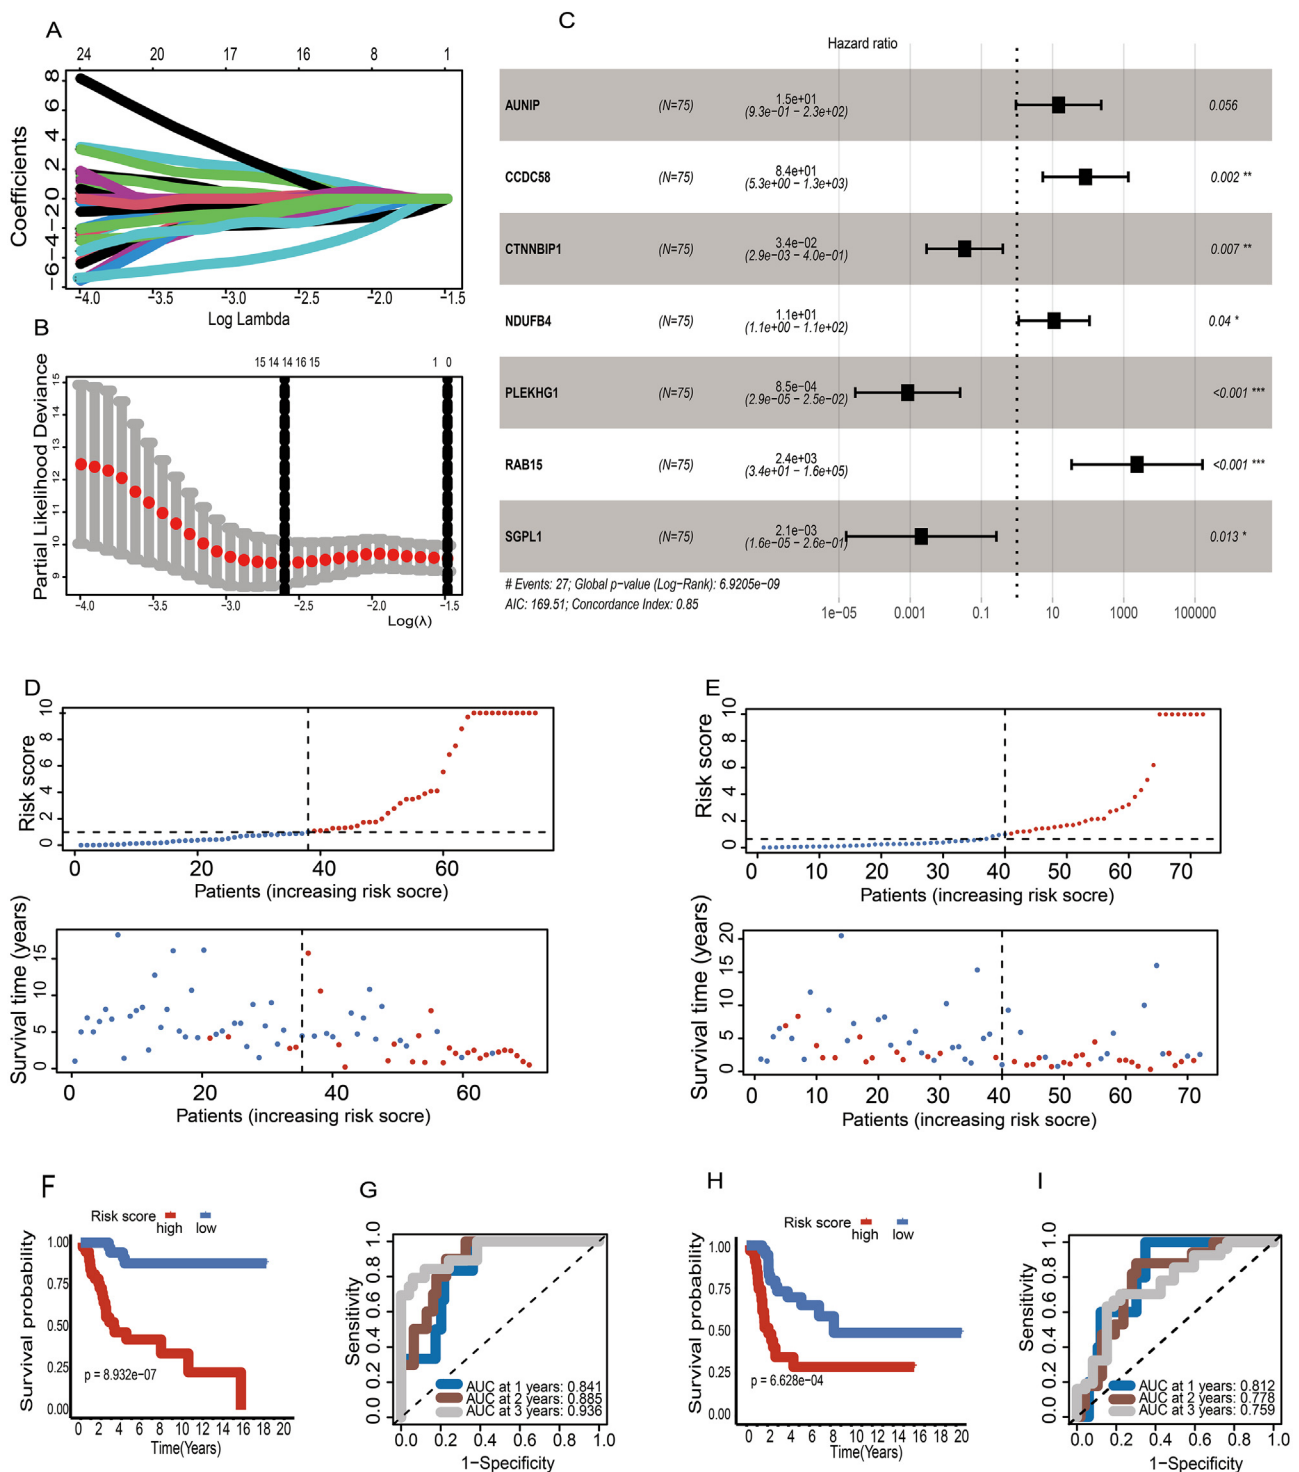 A
24 20 17 16 8 1
Coefficients
8
6
4
2
−20
−6−4−20
−4.0 −3.5 −3.0 −2.5 −2.0 −1.5
Log Lambda
B
15 14 14 16 15 1 0
Partial Likelihood Deviance
15
14
13
12
11
10
9
−4.0 −3.5 −3.0 −2.5 −2.0 −1.5
Log(λ)
C
Hazard ratio
AUNIP (N=75) 1.5e+01 0.056
(9.3e−01 − 2.3e+02)
CCDC58 (N=75) 8.4e+01 0.002 **
(5.3e+00 − 1.3e+03)
CTNNBIP1 (N=75) 3.4e−02 0.007 **
(2.9e−03 − 4.0e−01)
NDUFB4 (N=75) 1.1e+01 0.04 *
(1.1e+00 − 1.1e+02)
PLEKHG1 (N=75) 8.5e−04 <0.001 ***
(2.9e−05 − 2.5e−02)
RAB15 (N=75) 2.4e+03 <0.001 ***
(3.4e+01 − 1.6e+05)
SGPL1 (N=75) 2.1e−03 0.013 *
(1.6e−05 − 2.6e−01)
# Events: 27; Global p−value (Log−Rank): 6.9205e−09
AIC: 169.51; Concordance Index: 0.85
1e−05 0.001 0.1 10 1000 100000
D
Risk score
10
8
6
4
2
0
0 20 40 60
Patients (increasing risk socre)
Survival time (years)
15
10
5
0
0 20 40 60
Patients (increasing risk socre)
E
Risk score
10
8
6
4
2
0
0 10 20 30 40 50 60 70
Patients (increasing risk socre)
Survival time (years)
20
15
10
5
0
0 10 20 30 40 50 60 70
Patients (increasing risk socre)
F
Risk score high low
Survival probability
1.00
0.75
0.50
0.25
0.00
p = 8.932e−07
0 2 4 6 8 10 12 14 16 18 20
Time(Years)
G
Sensitivity
1.0
0.8
0.6
0.4
0.2
0.0
AUC at 1 years: 0.841
AUC at 2 years: 0.885
AUC at 3 years: 0.936
0.0 0.2 0.4 0.6 0.8 1.0
1−Specificity
H
Risk score high low
Survival probability
1.00
0.75
0.50
0.25
0.00
p = 6.628e−04
0 2 4 6 8 10 12 14 16 18 20
Time(Years)
I
Sensitivity
1.0
0.8
0.6
0.4
0.2
0.0
AUC at 1 years: 0.812
AUC at 2 years: 0.778
AUC at 3 years: 0.759
0.0 0.2 0.4 0.6 0.8 1.0
1−Specificity